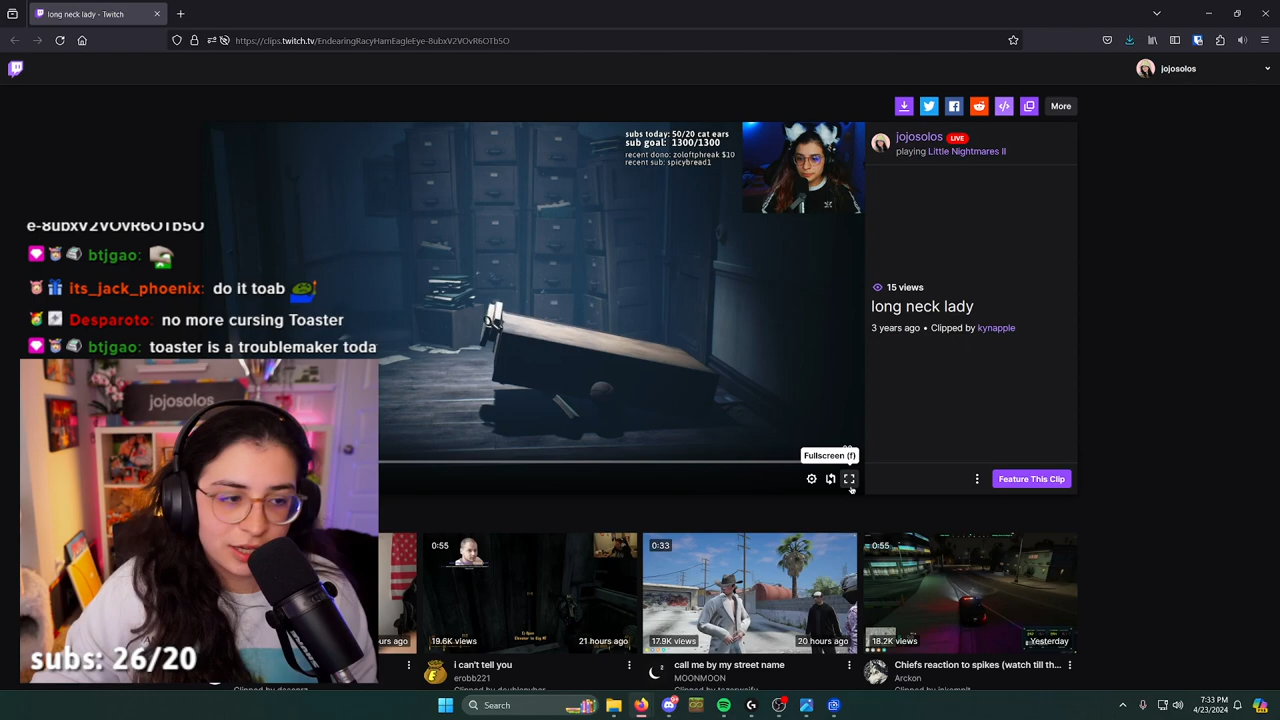 long neck lady - Twitch
https://clips.twitch.tv/EndearingRacyHamEagleEye-8ubxV2VOvR6OTb5O
jojosolos
More
subs today: 50/20 cat ears
sub goal: 1300/1300
recent dono: zoloftphreak $10
recent sub: spicybread1
jojosolos LIVE
playing Little Nightmares II
15 views
long neck lady
3 years ago • Clipped by kynapple
Fullscreen (f)
Feature This Clip
e-8ubxV2VOvR6OTb5O
btjgao:
its_jack_phoenix: do it toab
Desparoto: no more cursing Toaster
btjgao: toaster is a troublemaker toda
jojosolos
subs: 26/20
urs ago
0:55
19.6K views
21 hours ago
i can't tell you
erobb221
0:33
17.9K views
20 hours ago
call me by my street name
MOONMOON
0:55
18.2K views
Yesterday
Chiefs reaction to spikes (watch till th...
Arckon
Search
7:33 PM
4/23/2024